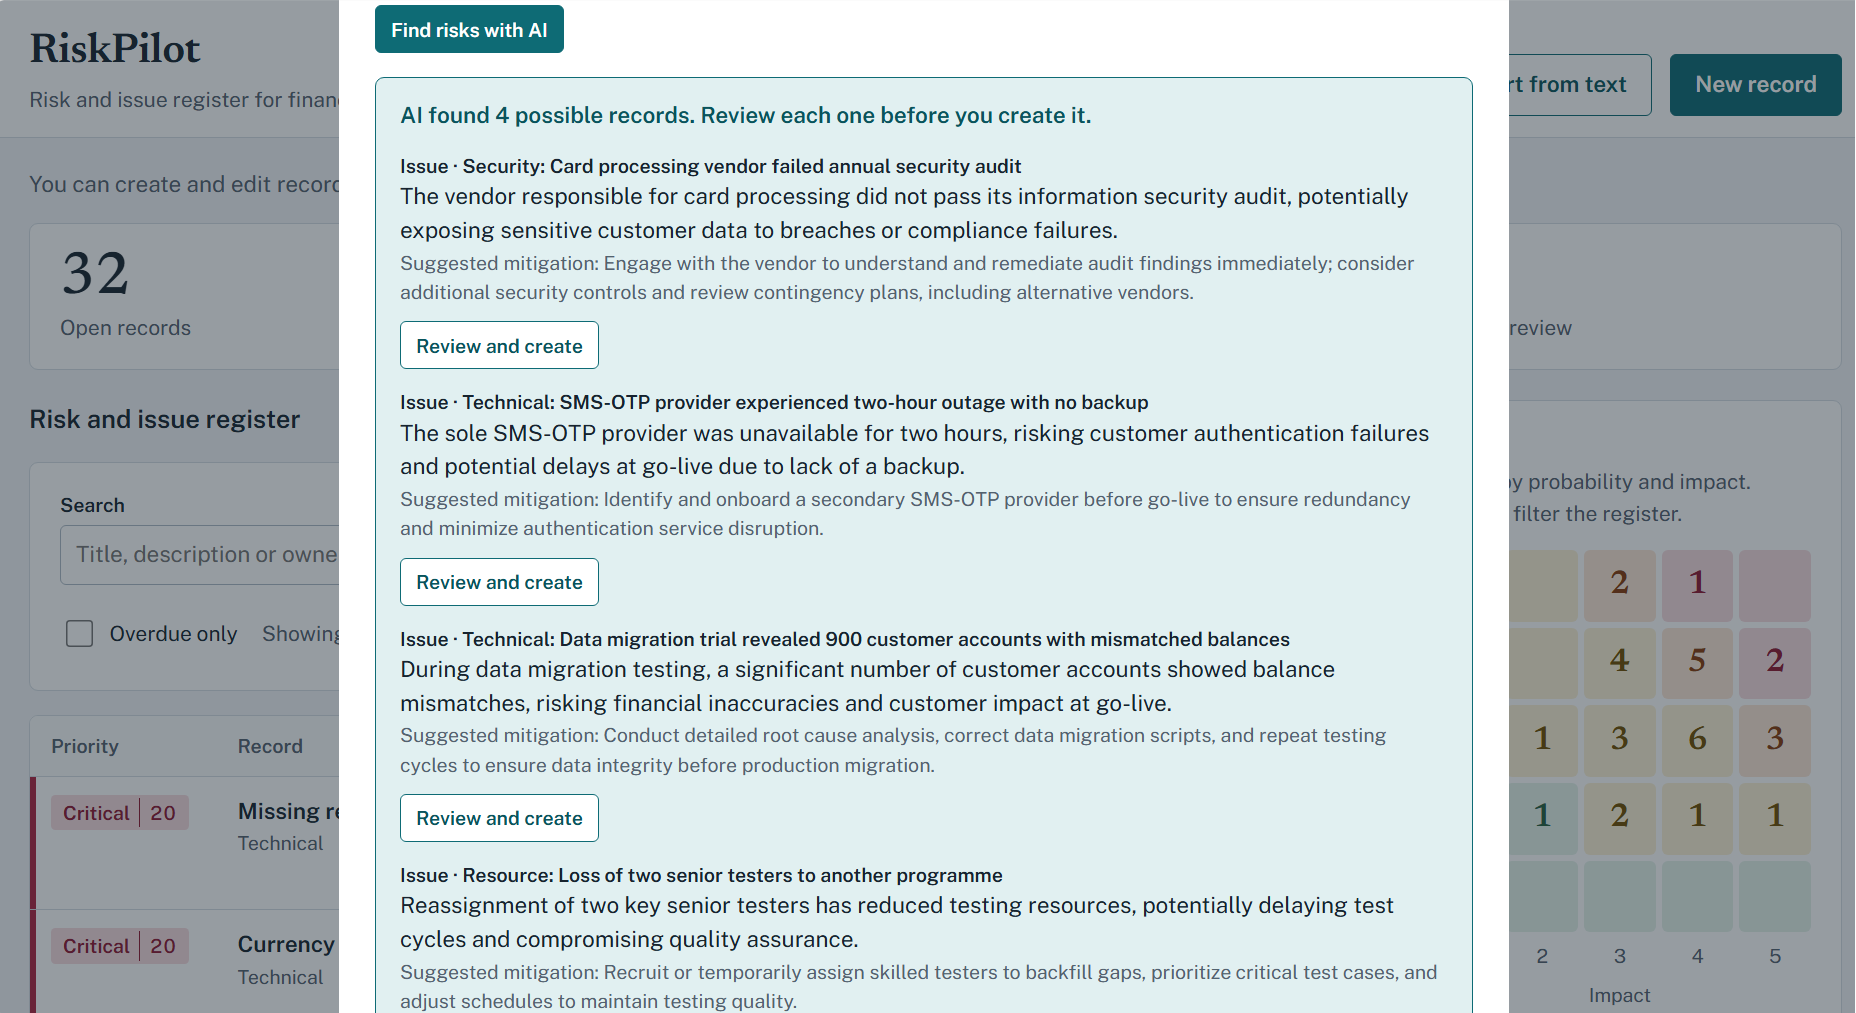 RiskPilot
Risk and issue register for finan
rt from text
New record
You can create and edit record
32
Open records
review
Risk and issue register
Search
Title, description or owne
Overdue only
Showing
Priority
Record
Critical | 20
Missing re
Technical
Critical | 20
Currency
Technical
Find risks with AI
AI found 4 possible records. Review each one before you create it.
Issue · Security: Card processing vendor failed annual security audit
The vendor responsible for card processing did not pass its information security audit, potentially
exposing sensitive customer data to breaches or compliance failures.
Suggested mitigation: Engage with the vendor to understand and remediate audit findings immediately; consider
additional security controls and review contingency plans, including alternative vendors.
Review and create
Issue · Technical: SMS-OTP provider experienced two-hour outage with no backup
The sole SMS-OTP provider was unavailable for two hours, risking customer authentication failures
and potential delays at go-live due to lack of a backup.
Suggested mitigation: Identify and onboard a secondary SMS-OTP provider before go-live to ensure redundancy
and minimize authentication service disruption.
Review and create
Issue · Technical: Data migration trial revealed 900 customer accounts with mismatched balances
During data migration testing, a significant number of customer accounts showed balance
mismatches, risking financial inaccuracies and customer impact at go-live.
Suggested mitigation: Conduct detailed root cause analysis, correct data migration scripts, and repeat testing
cycles to ensure data integrity before production migration.
Review and create
Issue · Resource: Loss of two senior testers to another programme
Reassignment of two key senior testers has reduced testing resources, potentially delaying test
cycles and compromising quality assurance.
Suggested mitigation: Recruit or temporarily assign skilled testers to backfill gaps, prioritize critical test cases, and
adjust schedules to maintain testing quality.
by probability and impact.
filter the register.
2 1
4 5 2
1 3 6 3
1 2 1 1
2 3 4 5
Impact